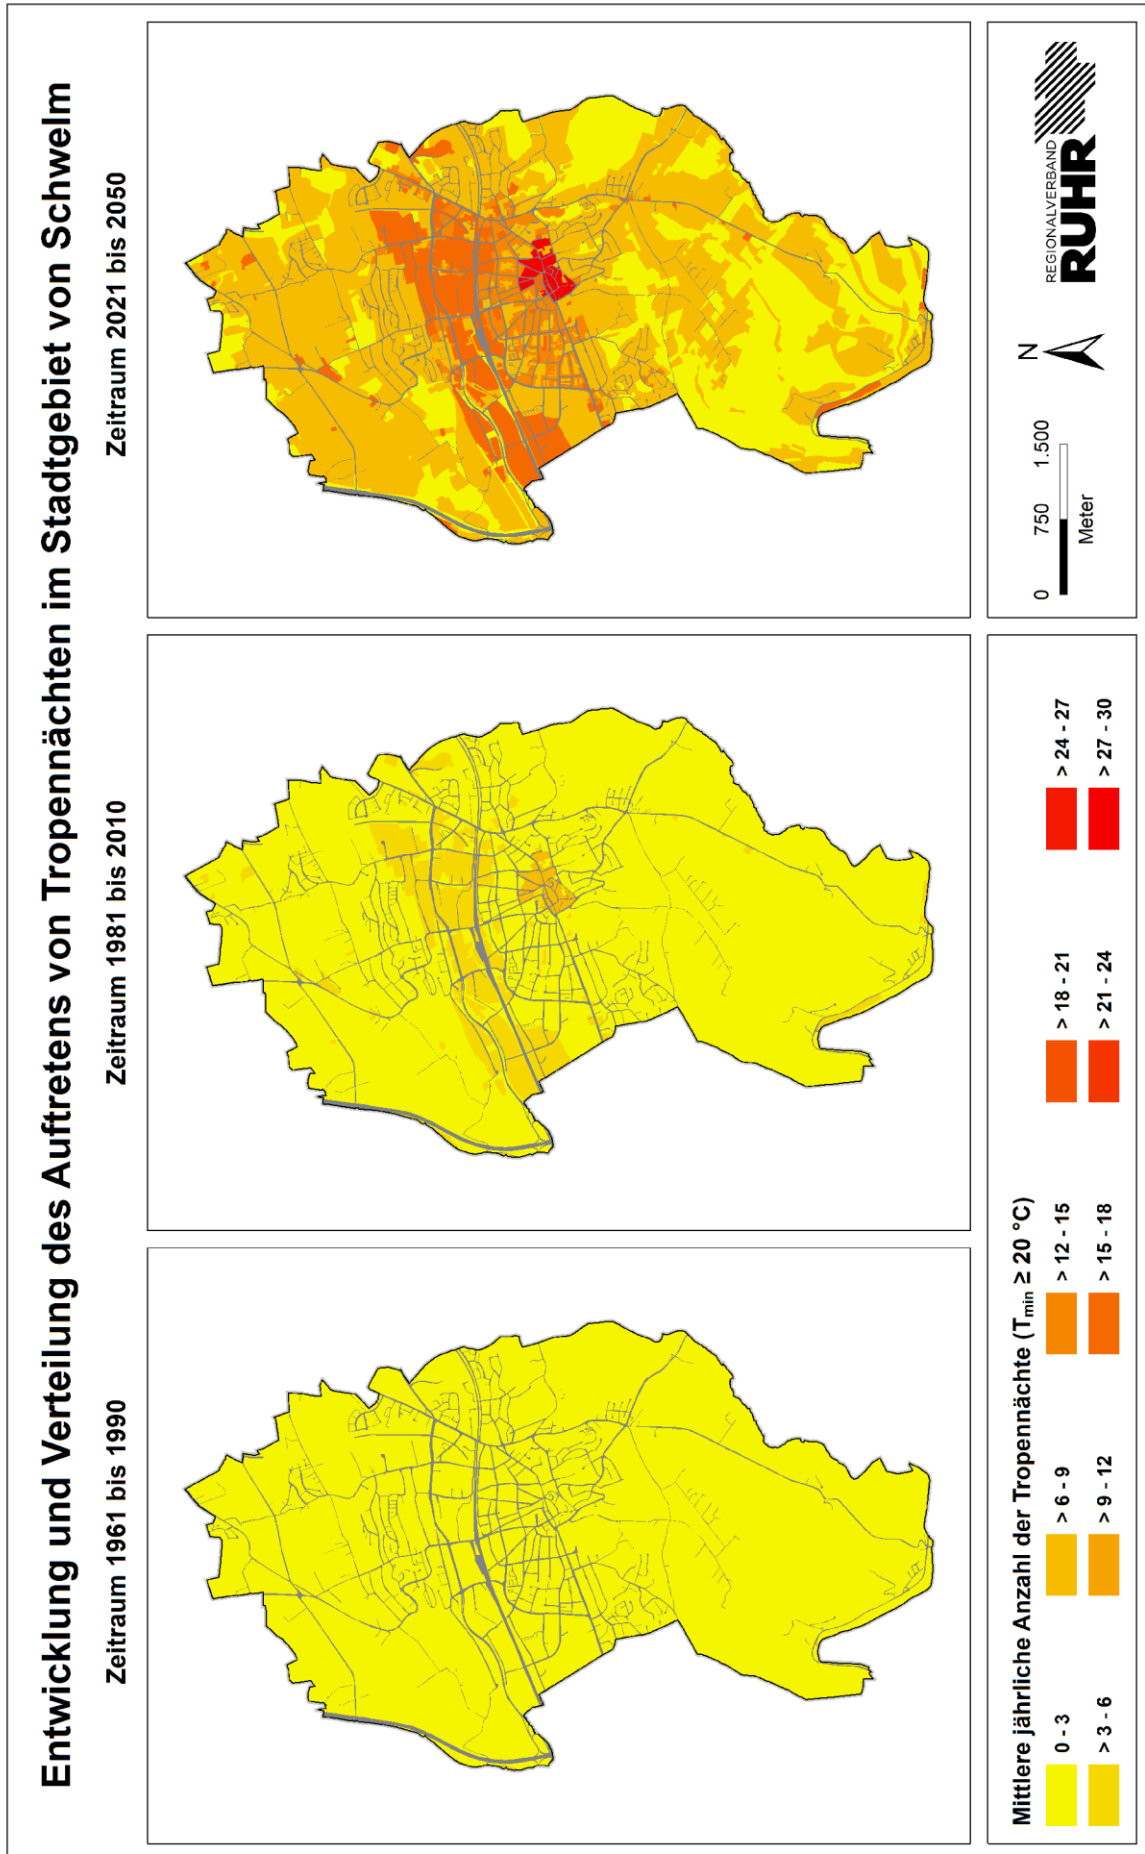 Entwicklung und Verteilung des Auftretens von Tropennächten im Stadtgebiet von Schwelm
Zeitraum 1961 bis 1990
Zeitraum 1981 bis 2010
Zeitraum 2021 bis 2050
Mittlere jährliche Anzahl der Tropennächte (Tmin ≥ 20 °C)
0 - 3
> 6 - 9
> 12 - 15
> 18 - 21
> 24 - 27
> 3 - 6
> 9 - 12
> 15 - 18
> 21 - 24
> 27 - 30
0 750 1.500
Meter
N
REGIONALVERBAND
RUHR